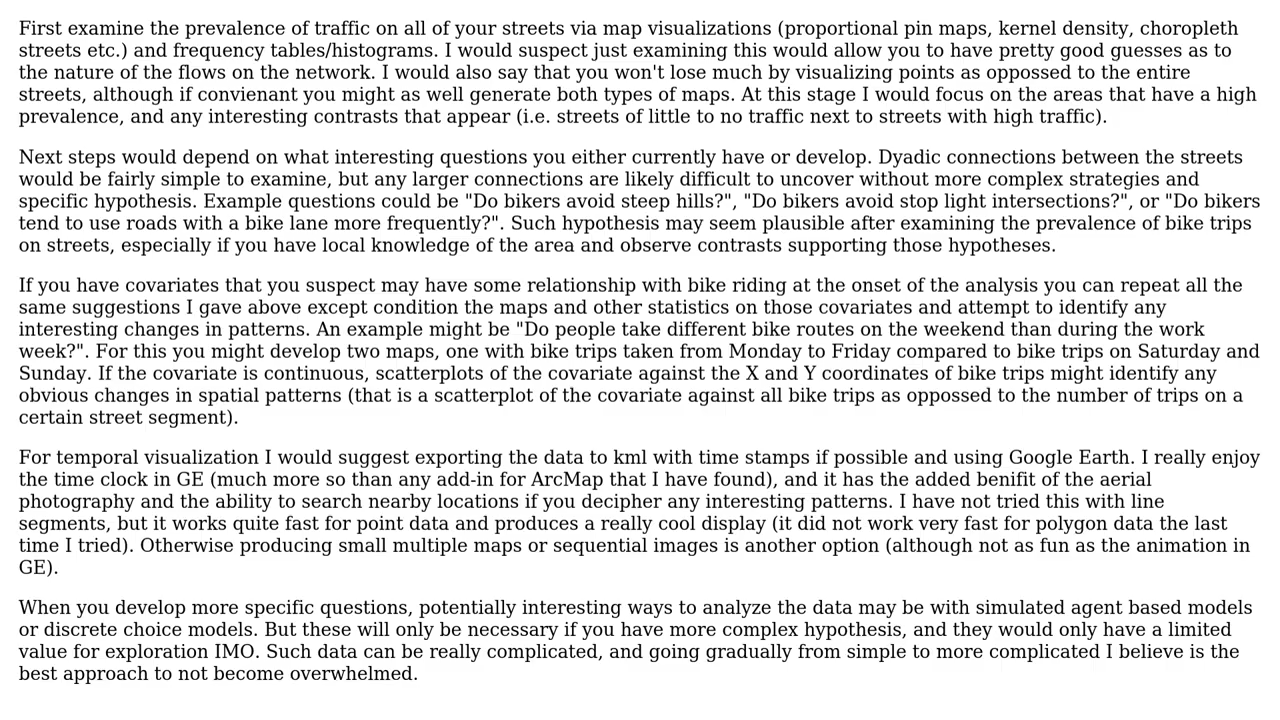 First examine the prevalence of traffic on all of your streets via map visualizations (proportional pin maps, kernel density, choropleth
streets etc.) and frequency tables/histograms. I would suspect just examining this would allow you to have pretty good guesses as to
the nature of the flows on the network. I would also say that you won't lose much by visualizing points as oppossed to the entire
streets, although if convienant you might as well generate both types of maps. At this stage I would focus on the areas that have a high
prevalence, and any interesting contrasts that appear (i.e. streets of little to no traffic next to streets with high traffic).
Next steps would depend on what interesting questions you either currently have or develop. Dyadic connections between the streets
would be fairly simple to examine, but any larger connections are likely difficult to uncover without more complex strategies and
specific hypothesis. Example questions could be "Do bikers avoid steep hills?", "Do bikers avoid stop light intersections?", or "Do bikers
tend to use roads with a bike lane more frequently?". Such hypothesis may seem plausible after examining the prevalence of bike trips
on streets, especially if you have local knowledge of the area and observe contrasts supporting those hypotheses.
If you have covariates that you suspect may have some relationship with bike riding at the onset of the analysis you can repeat all the
same suggestions I gave above except condition the maps and other statistics on those covariates and attempt to identify any
interesting changes in patterns. An example might be "Do people take different bike routes on the weekend than during the work
week?". For this you might develop two maps, one with bike trips taken from Monday to Friday compared to bike trips on Saturday and
Sunday. If the covariate is continuous, scatterplots of the covariate against the X and Y coordinates of bike trips might identify any
obvious changes in spatial patterns (that is a scatterplot of the covariate against all bike trips as oppossed to the number of trips on a
certain street segment).
For temporal visualization I would suggest exporting the data to kml with time stamps if possible and using Google Earth. I really enjoy
the time clock in GE (much more so than any add-in for ArcMap that I have found), and it has the added benifit of the aerial
photography and the ability to search nearby locations if you decipher any interesting patterns. I have not tried this with line
segments, but it works quite fast for point data and produces a really cool display (it did not work very fast for polygon data the last
time I tried). Otherwise producing small multiple maps or sequential images is another option (although not as fun as the animation in
GE).
When you develop more specific questions, potentially interesting ways to analyze the data may be with simulated agent based models
or discrete choice models. But these will only be necessary if you have more complex hypothesis, and they would only have a limited
value for exploration IMO. Such data can be really complicated, and going gradually from simple to more complicated I believe is the
best approach to not become overwhelmed.